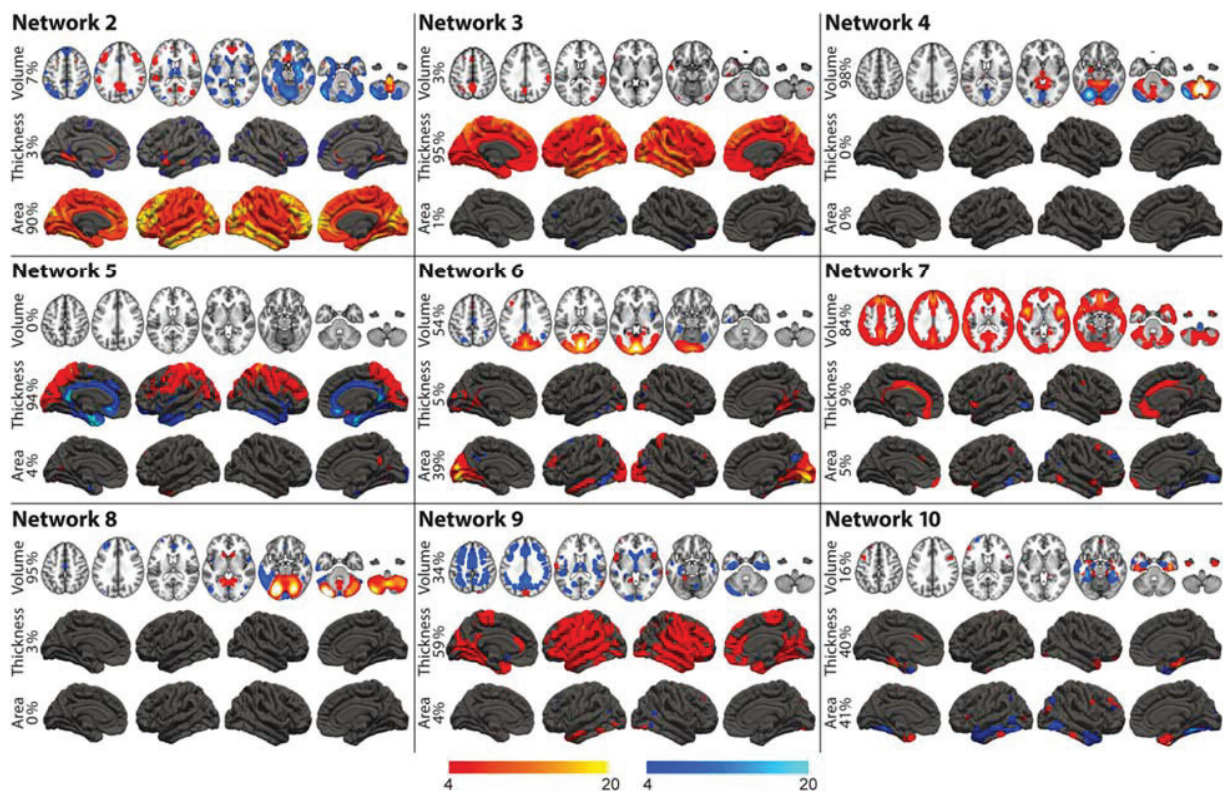 Network 2
Volume
7%
Thickness
3%
Area
90%
Network 3
Volume
3%
Thickness
95%
Area
1%
Network 4
Volume
98%
Thickness
0%
Area
0%
Network 5
Volume
0%
Thickness
94%
Area
4%
Network 6
Volume
54%
Thickness
5%
Area
39%
Network 7
Volume
84%
Thickness
9%
Area
5%
Network 8
Volume
95%
Thickness
3%
Area
0%
Network 9
Volume
34%
Thickness
59%
Area
4%
Network 10
Volume
16%
Thickness
40%
Area
41%
4 20 4 20